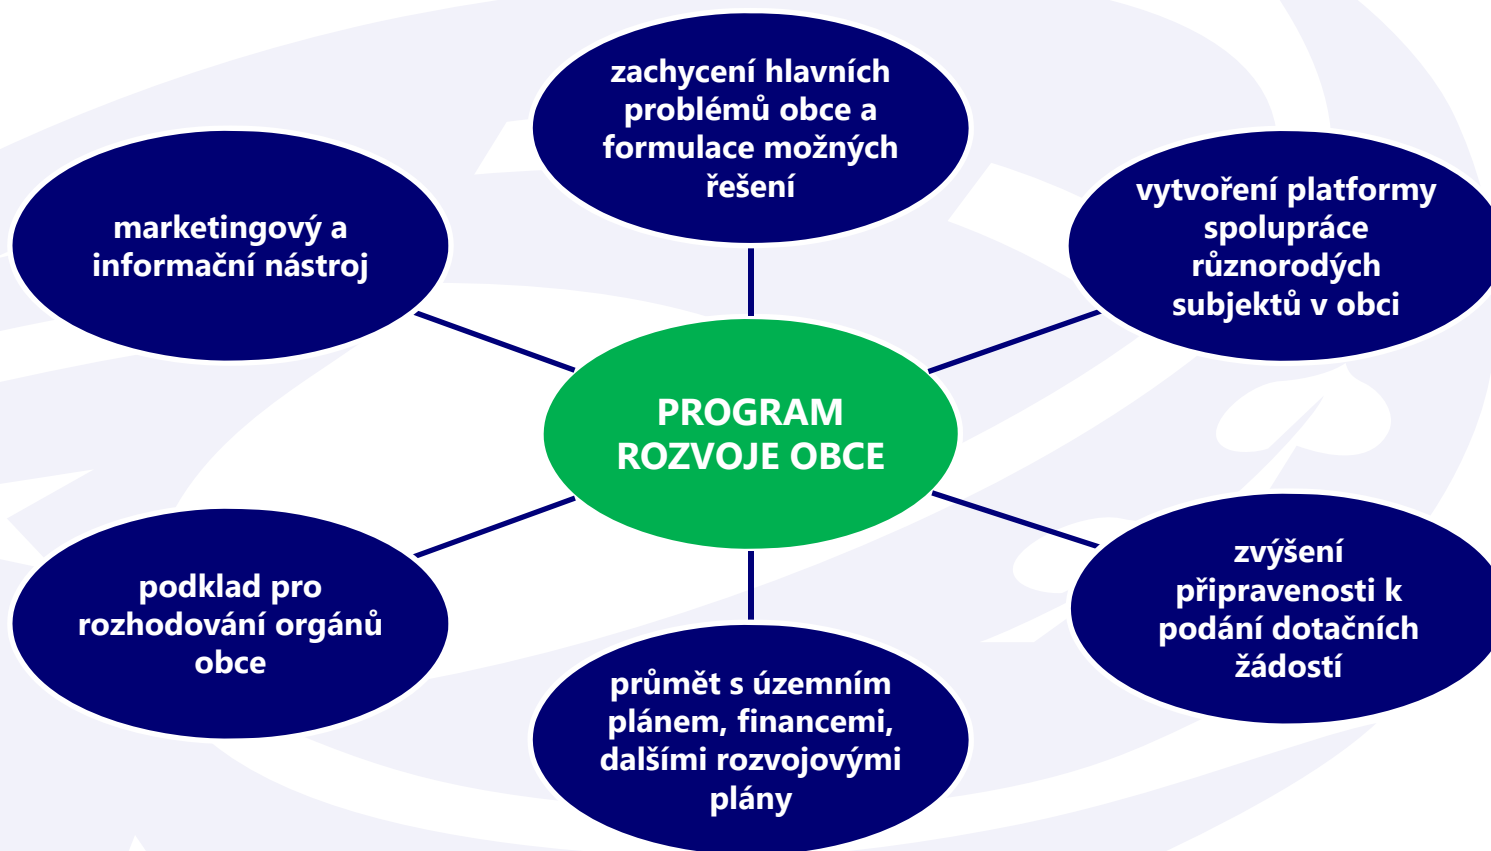 zachycení hlavních
problémů obce a
formulace možných
řešení
marketingový a
informační nástroj
vytvoření platformy
spolupráce
různorodých
subjektů v obci
PROGRAM
ROZVOJE OBCE
podklad pro
rozhodování orgánů
obce
zvýšení
připravenosti k
podání dotačních
žádostí
průmět s územním
plánem, financemi,
dalšími rozvojovými
plány